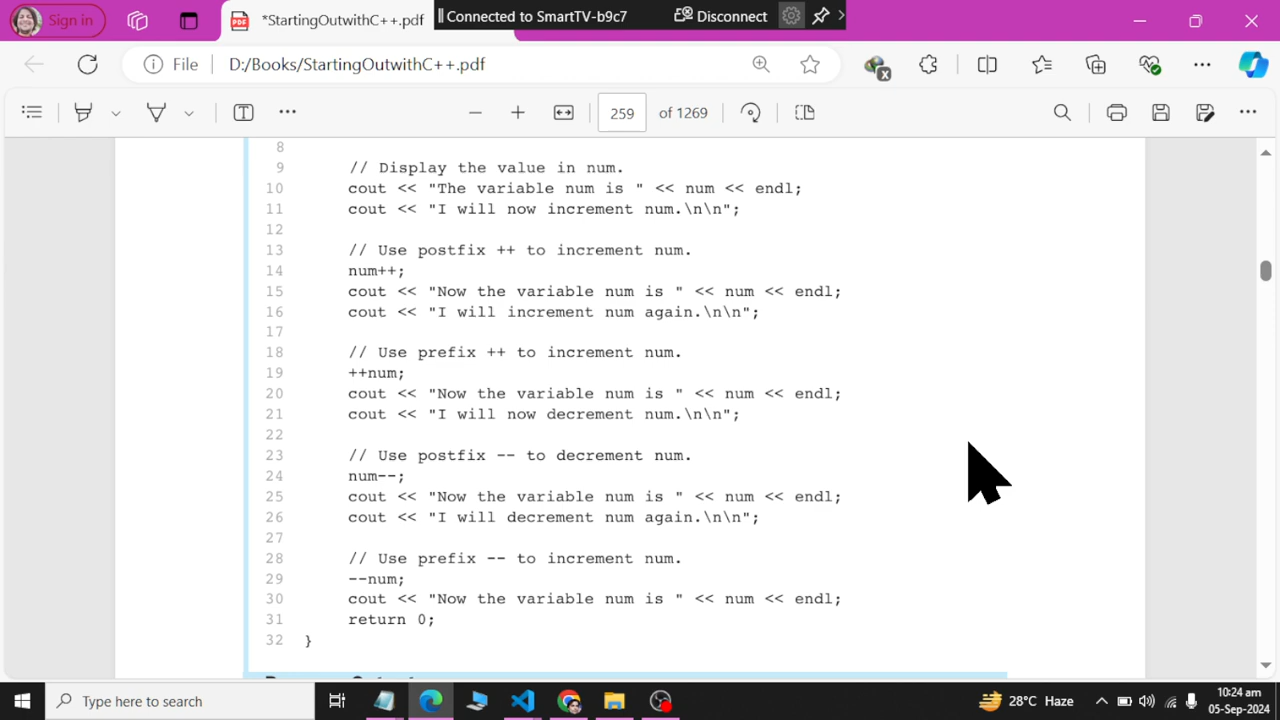 Sign in
*StartingOutwithC++.pdf
Connected to SmartTV-b9c7
Disconnect
File
D:/Books/StartingOutwithC++.pdf
259 of 1269
8
9 // Display the value in num.
10 cout << "The variable num is " << num << endl;
11 cout << "I will now increment num.\n\n";
12
13 // Use postfix ++ to increment num.
14 num++;
15 cout << "Now the variable num is " << num << endl;
16 cout << "I will increment num again.\n\n";
17
18 // Use prefix ++ to increment num.
19 ++num;
20 cout << "Now the variable num is " << num << endl;
21 cout << "I will now decrement num.\n\n";
22
23 // Use postfix -- to decrement num.
24 num--;
25 cout << "Now the variable num is " << num << endl;
26 cout << "I will decrement num again.\n\n";
27
28 // Use prefix -- to increment num.
29 --num;
30 cout << "Now the variable num is " << num << endl;
31 return 0;
32 }
Type here to search
28°C Haze
10:24 am
05-Sep-2024